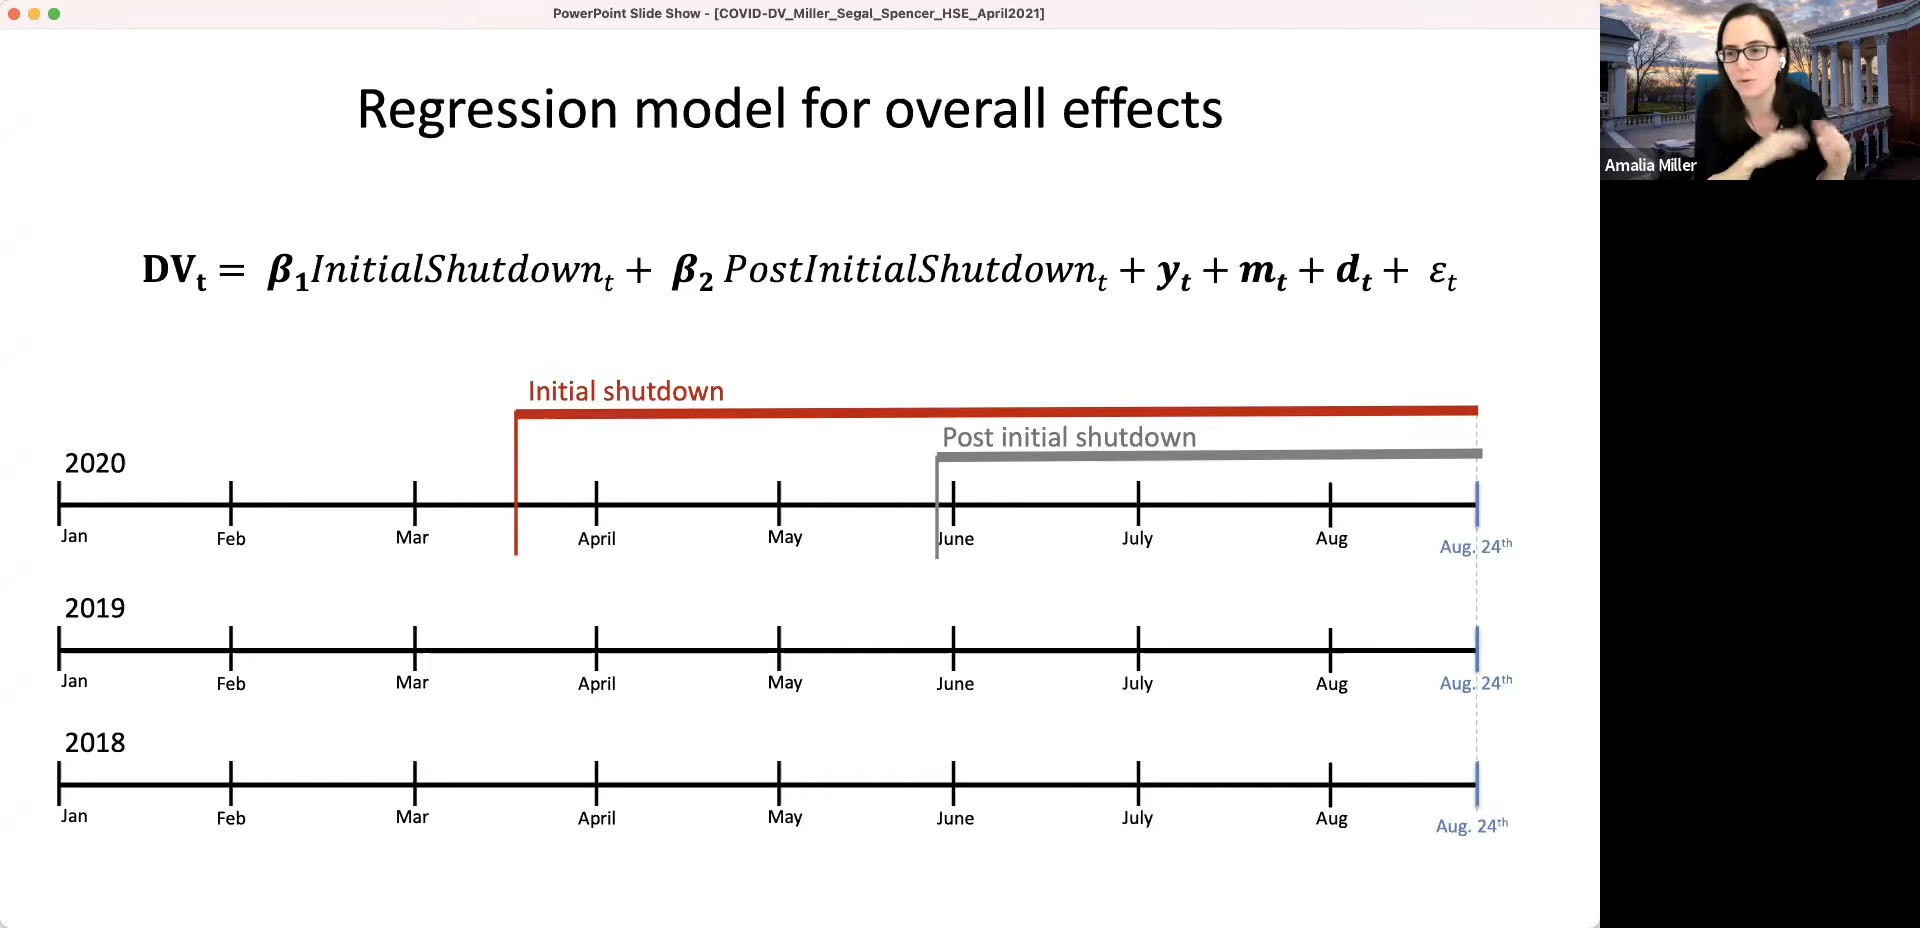 PowerPoint Slide Show - [COVID-DV_Miller_Segal_Spencer_HSE_April2021]
Regression model for overall effects
DVₜ = β₁InitialShutdownₜ + β₂ PostInitialShutdownₜ + yₜ + mₜ + dₜ + εₜ
Initial shutdown
Post initial shutdown
2020
Jan Feb Mar April May June July Aug Aug. 24th
2019
Jan Feb Mar April May June July Aug Aug. 24th
2018
Jan Feb Mar April May June July Aug Aug. 24th
Amalia Miller